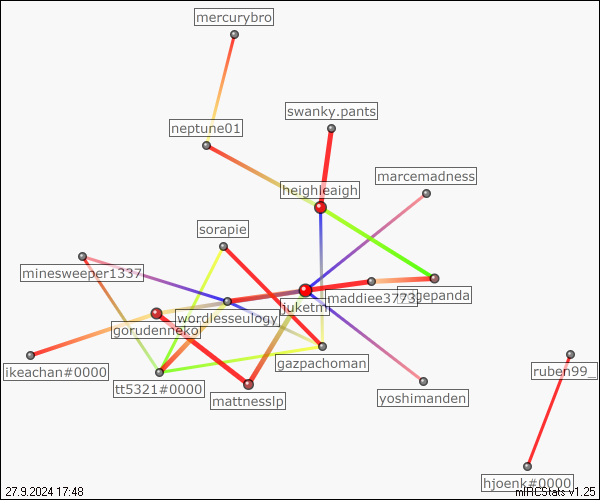 mercurybro
swanky.pants
neptune01
marcemadness
heighleaigh
sorapie
minesweeper1337
maddiee3773
wordlesseulogy
juketm
gorudenneko
ikeachan#0000
gazpachoman
ruben99_
tt5321#0000
mattnesslp
yoshimanden
hjoenk#0000
27.9.2024 17:48
mIRCStats v1.25